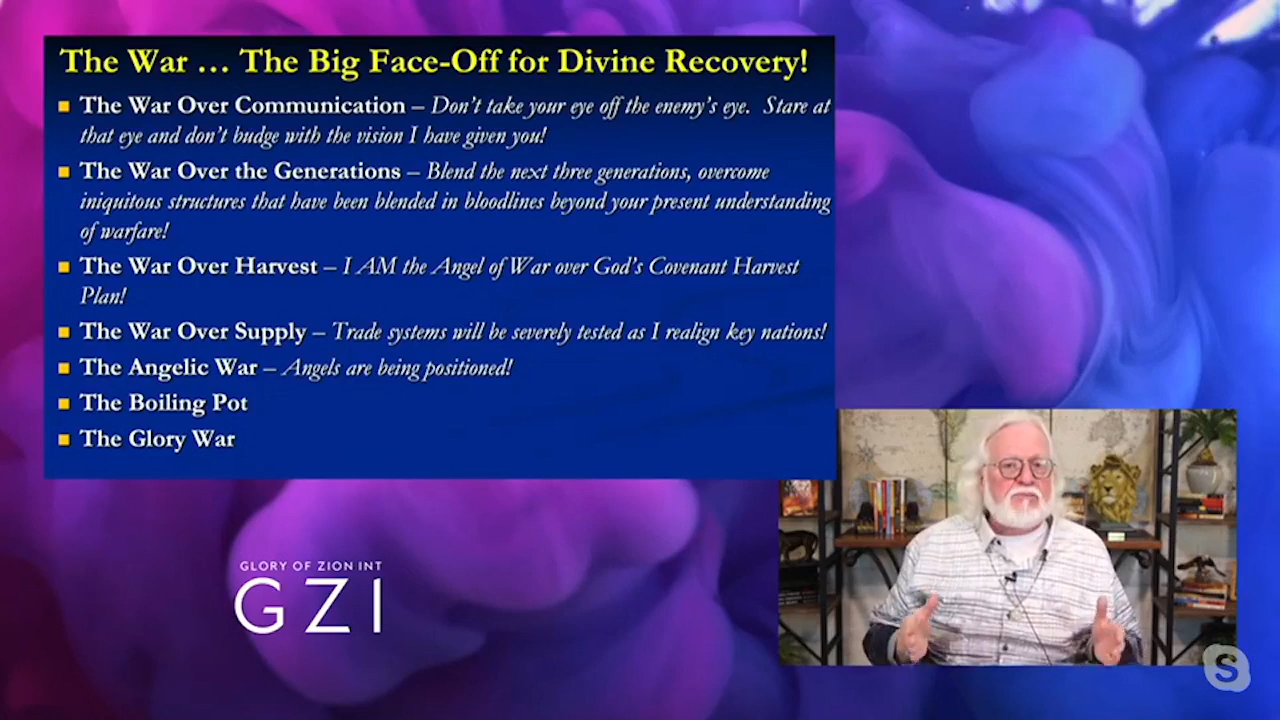 The War … The Big Face-Off for Divine Recovery!
The War Over Communication – Don't take your eye off the enemy's eye. Stare at
that eye and don't budge with the vision I have given you!
The War Over the Generations – Blend the next three generations, overcome
iniquitous structures that have been blended in bloodlines beyond your present understanding
of warfare!
The War Over Harvest – I AM the Angel of War over God's Covenant Harvest
Plan!
The War Over Supply – Trade systems will be severely tested as I realign key nations!
The Angelic War – Angels are being positioned!
The Boiling Pot
The Glory War
GLORY OF ZION INT
GZI
S